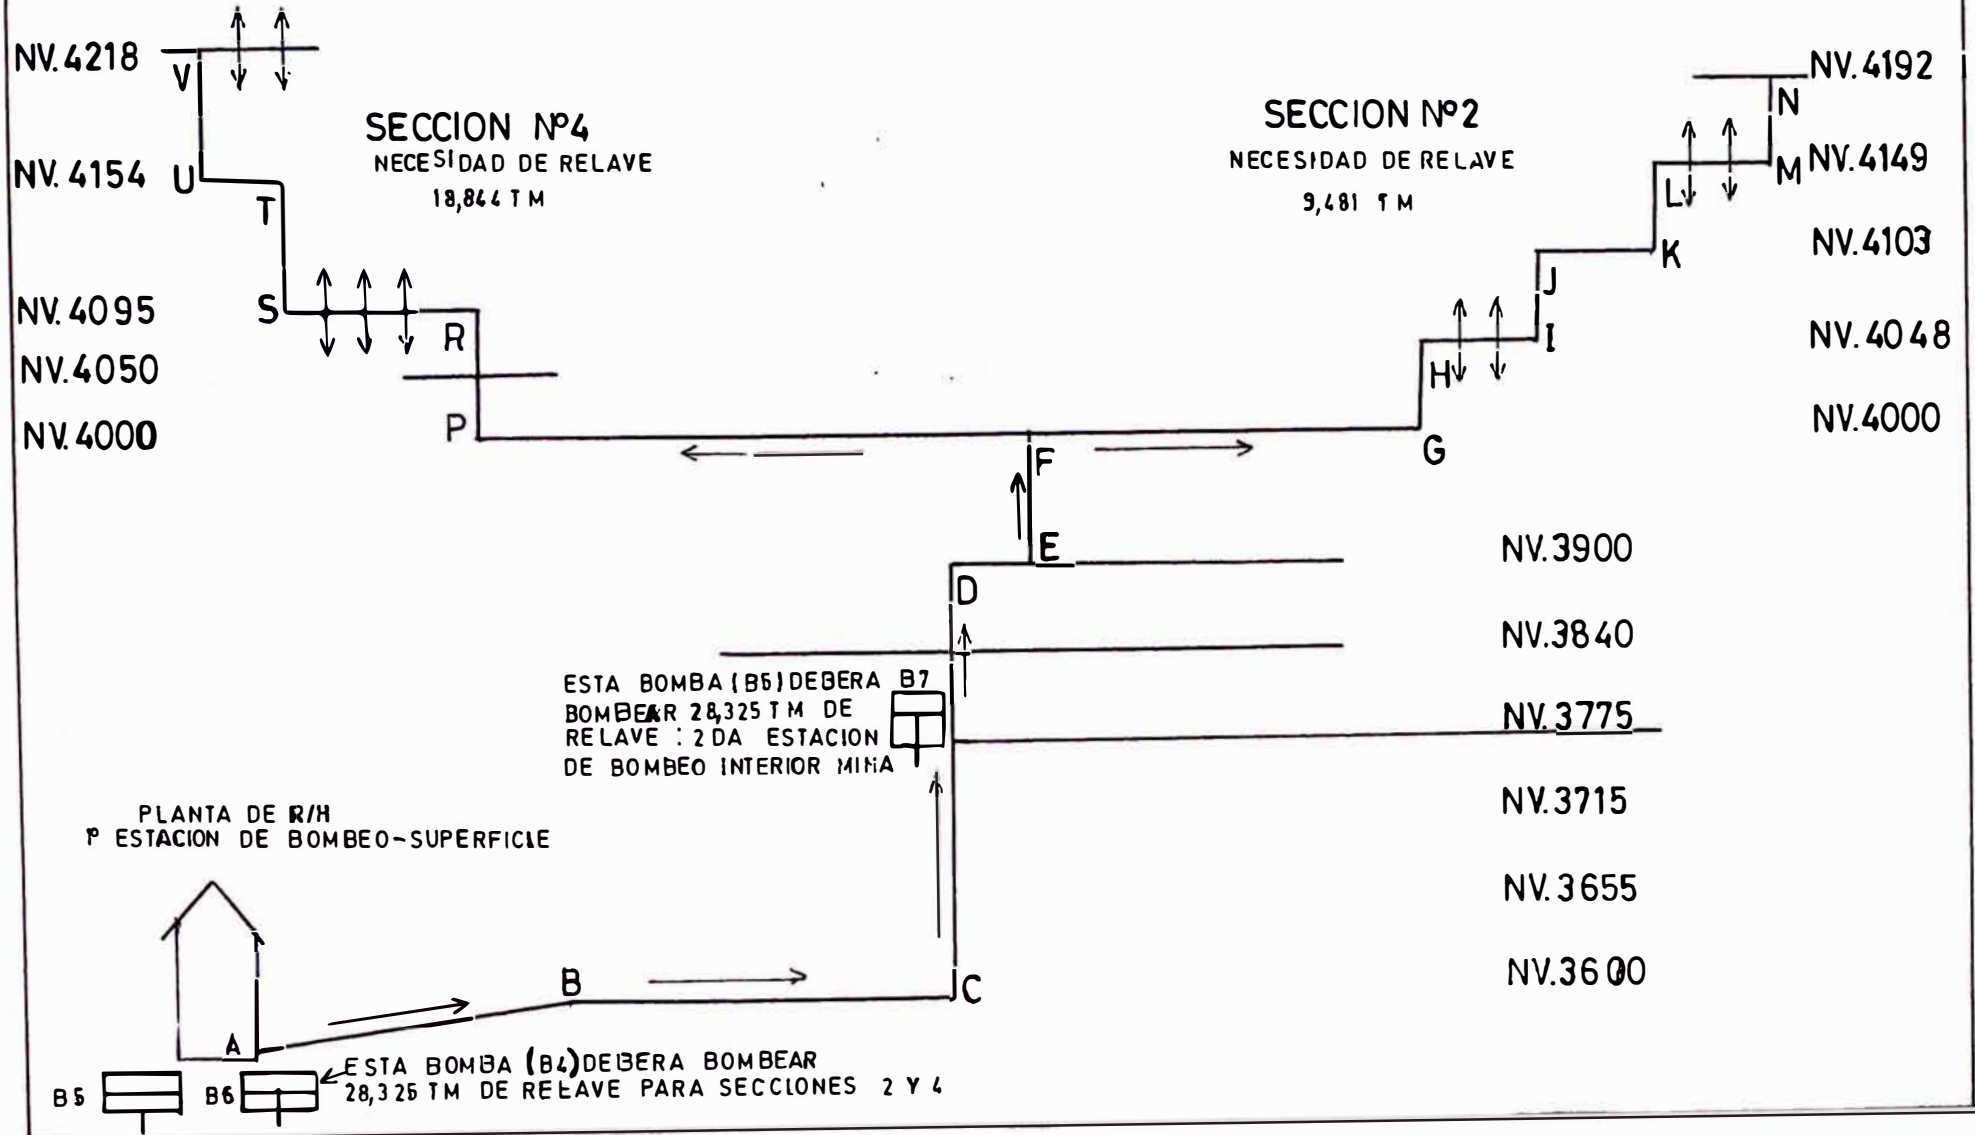 NV.4218
V
NV.4154
U
T
NV.4095
S
R
NV.4050
NV.4000
P
SECCION Nº4
NECESIDAD DE RELAVE
18,844 TM
SECCION Nº2
NECESIDAD DE RELAVE
9,481 TM
NV.4192
N
NV.4149
M
L
NV.4103
K
J
NV.4048
I
H
NV.4000
G
F
E
NV.3900
D
NV.3840
ESTA BOMBA (B5) DEBERA
BOMBEAR 28,325 TM DE
RELAVE : 2DA ESTACION
DE BOMBEO INTERIOR MINA
B7
NV.3775
NV.3715
NV.3655
NV.3600
PLANTA DE R/H
1º ESTACION DE BOMBEO-SUPERFICIE
B
C
A
ESTA BOMBA (B4) DEBERA BOMBEAR
28,325 TM DE RELAVE PARA SECCIONES 2 Y 4
B5
B6